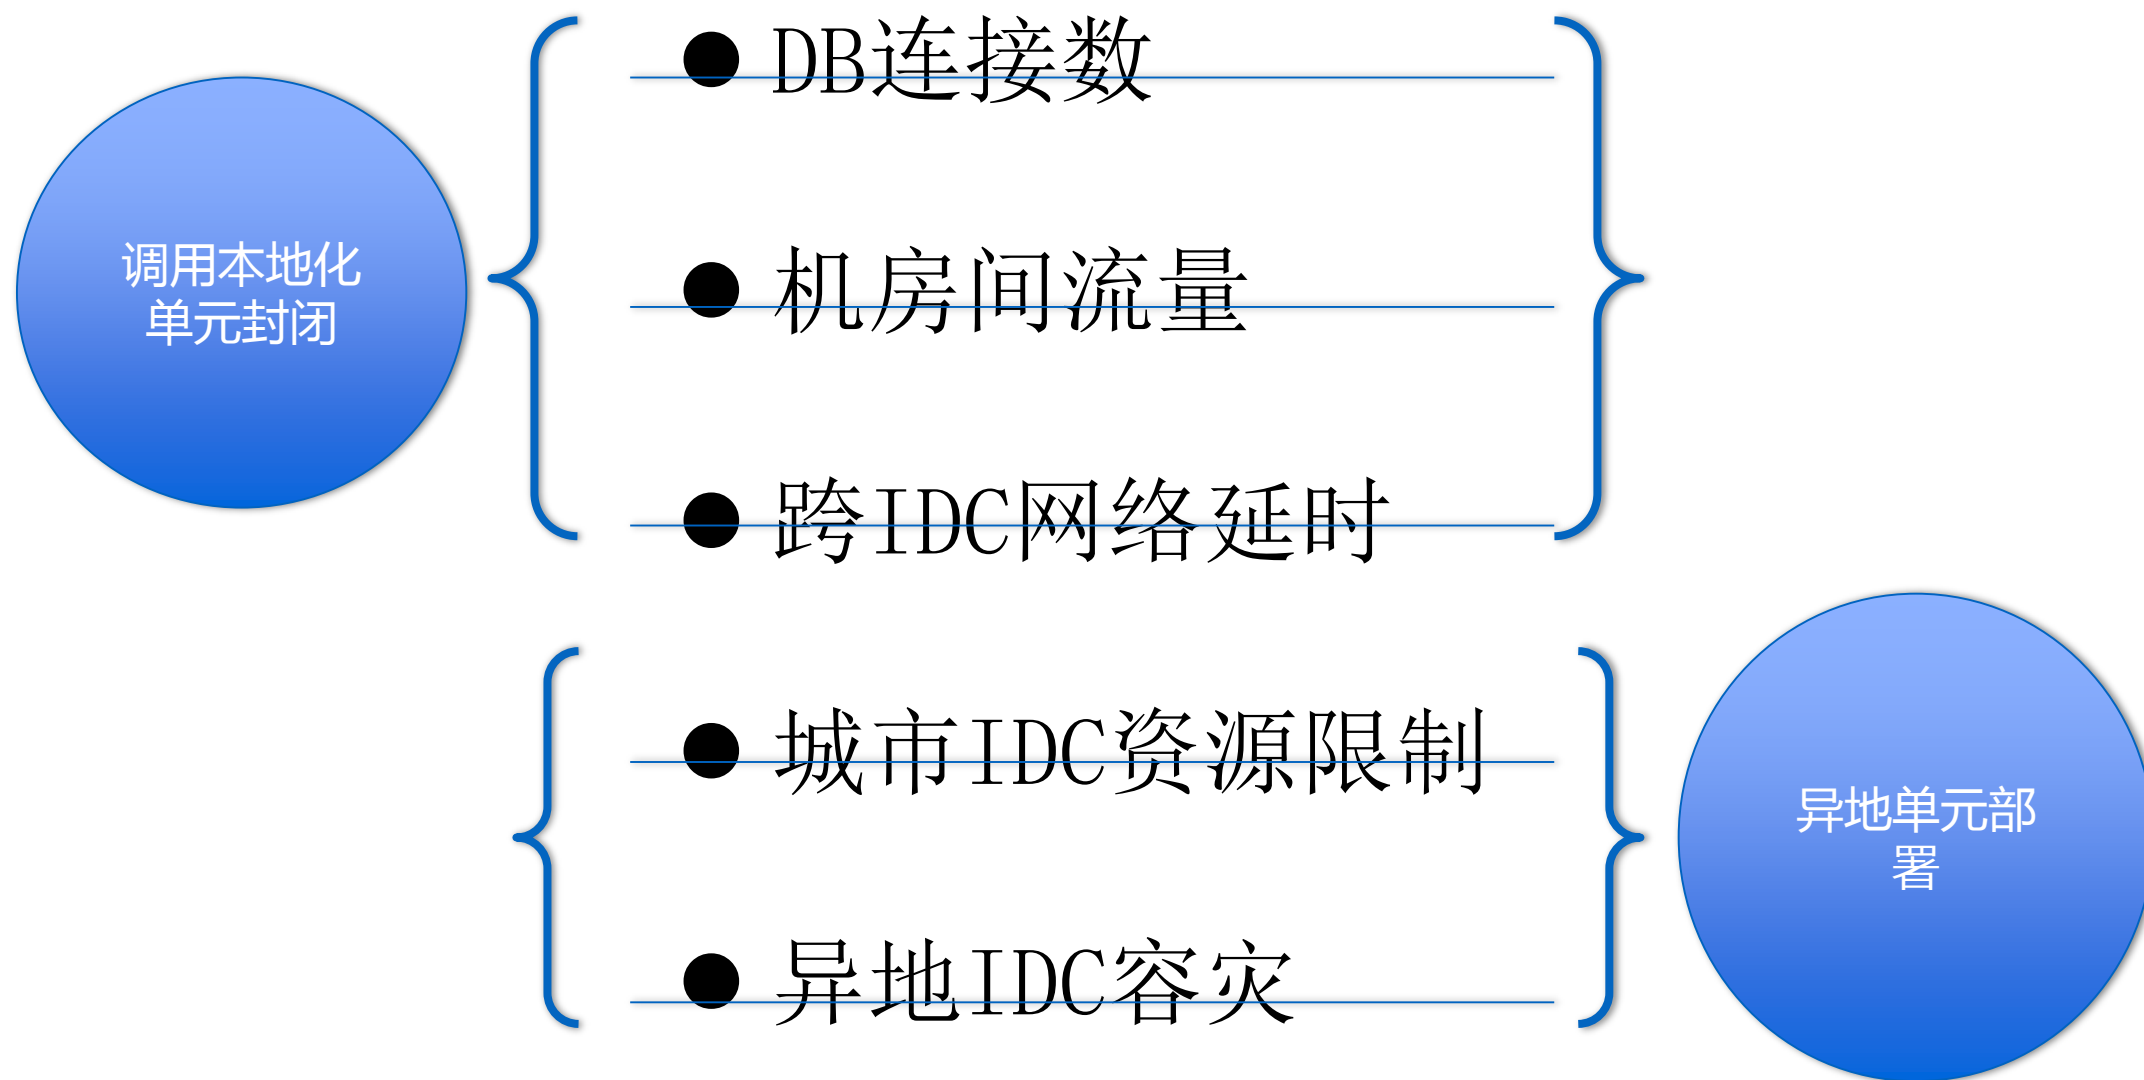 调用本地化
单元封闭
● DB连接数
● 机房间流量
● 跨IDC网络延时
● 城市IDC资源限制
● 异地IDC容灾
异地单元部
署